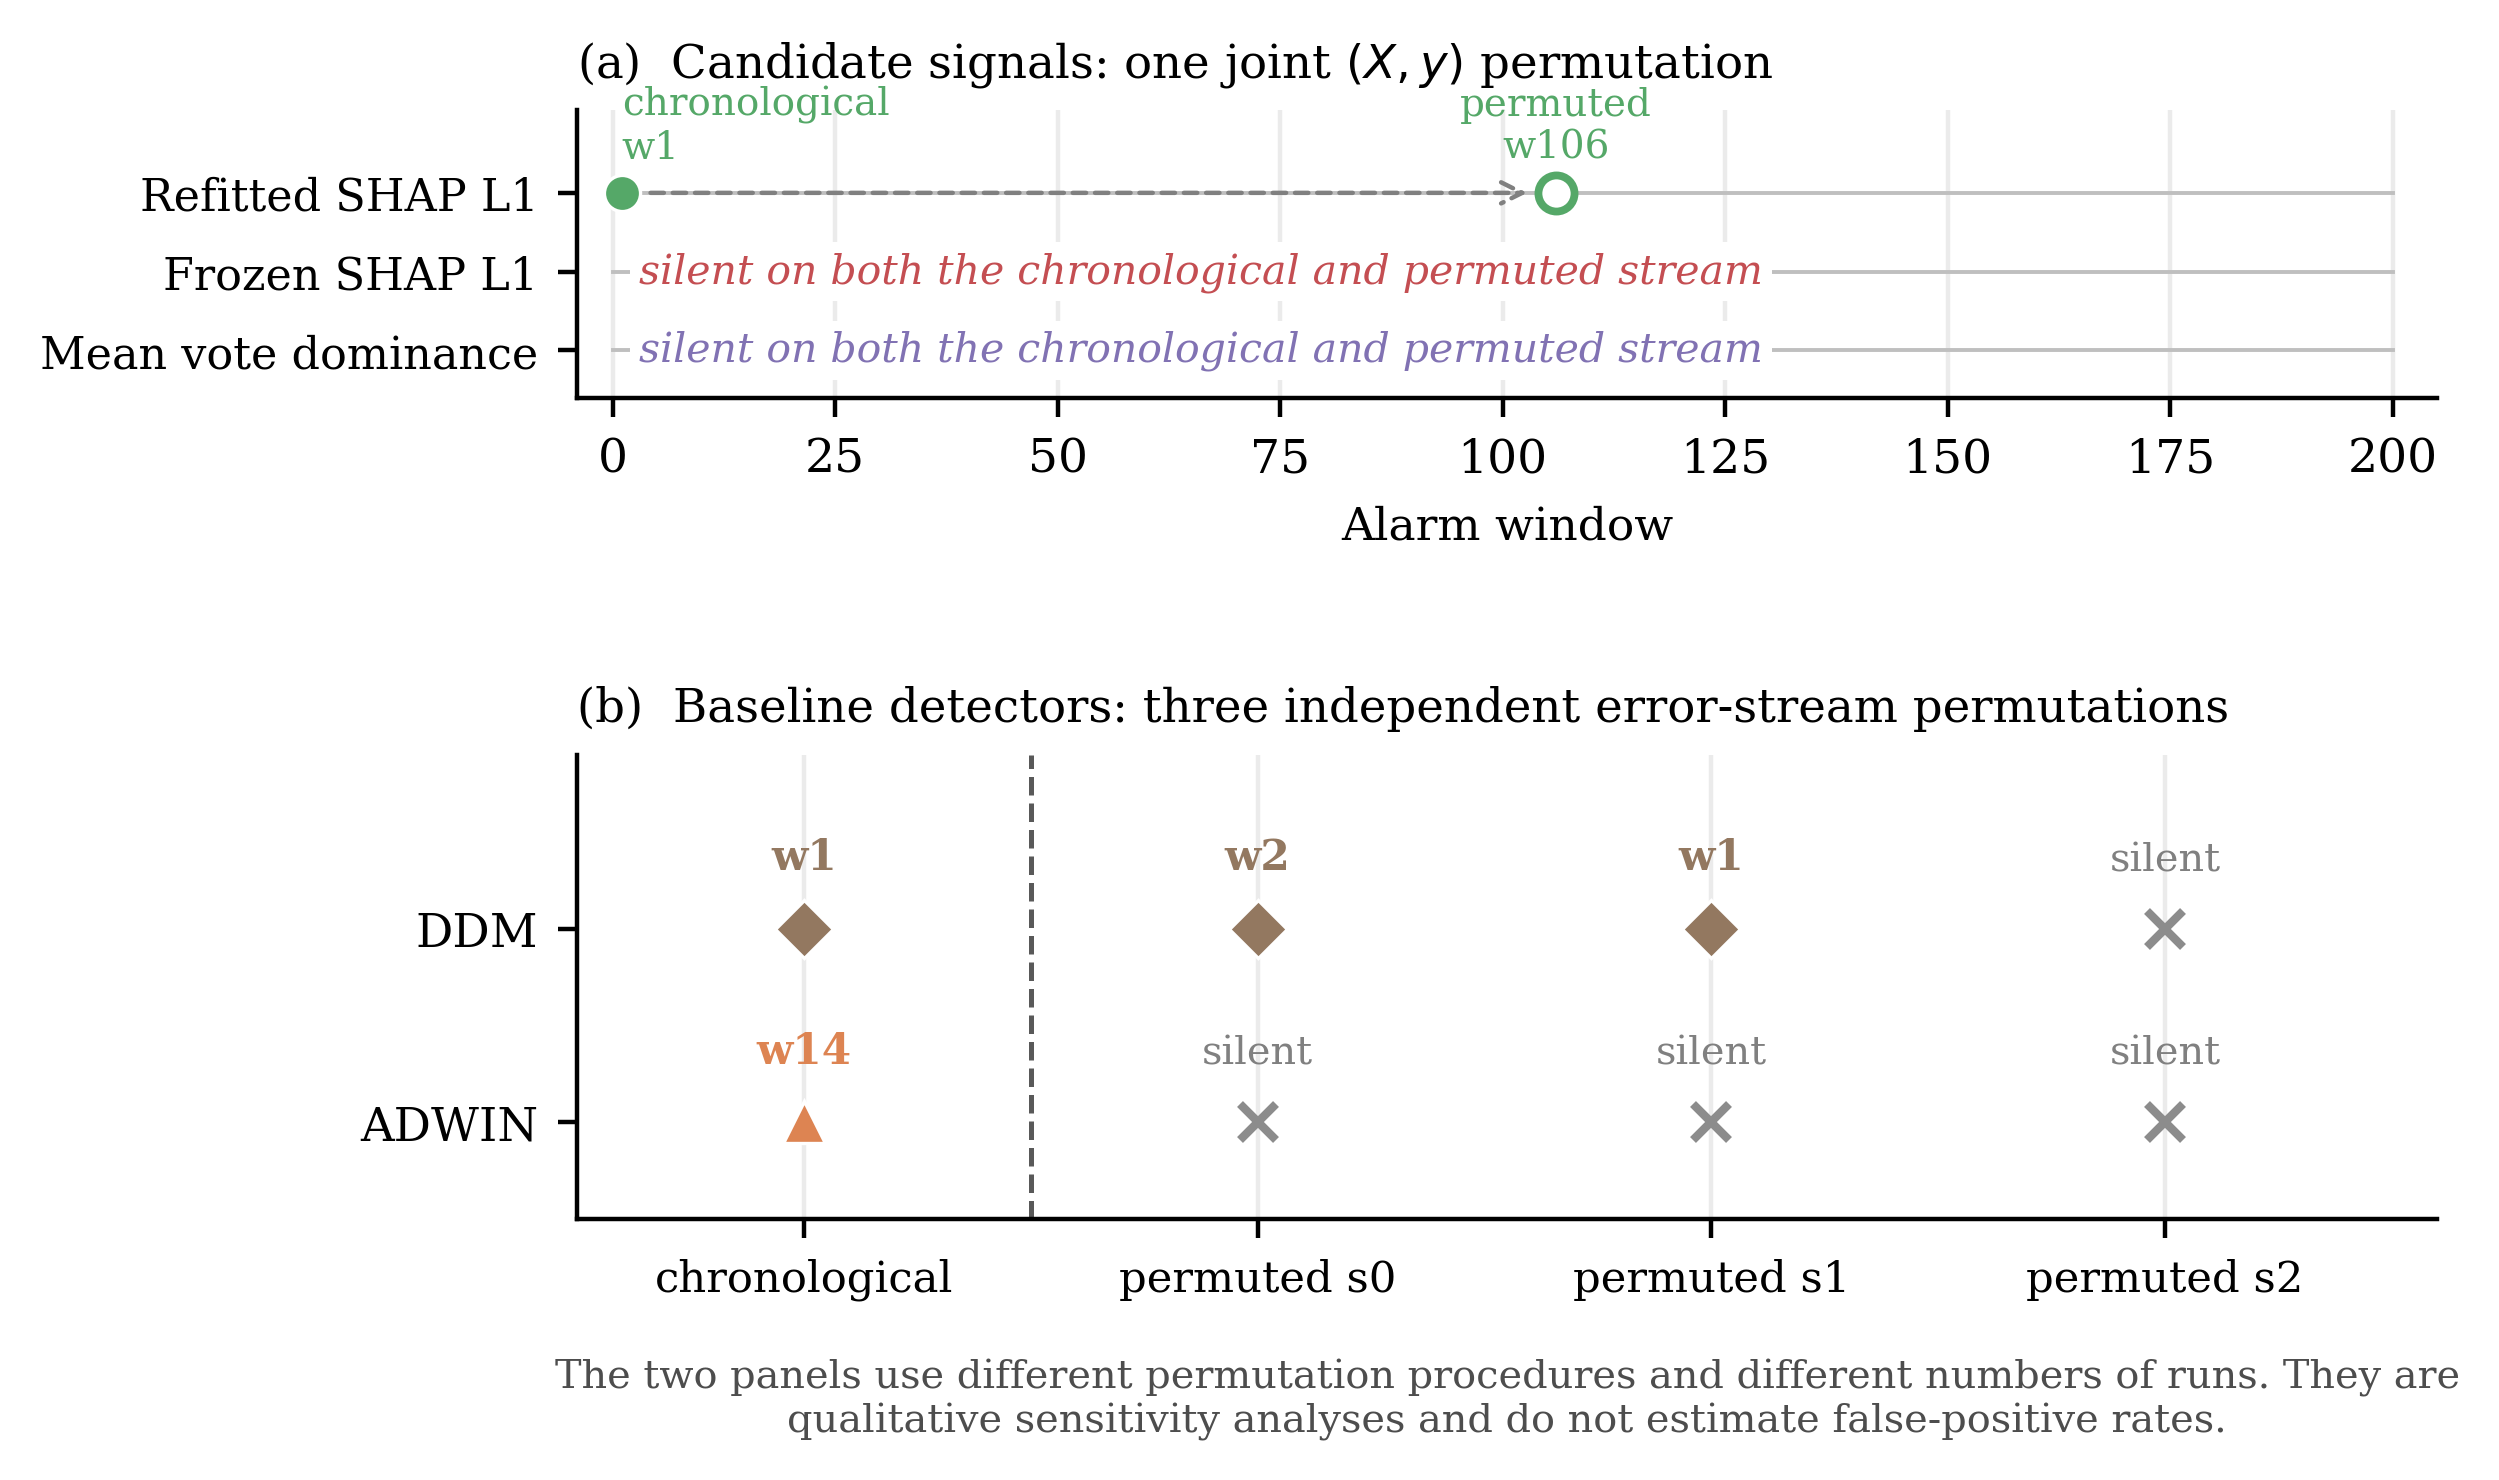 (a) Candidate signals: one joint (X, y) permutation
chronological
w1
permuted
w106
Refitted SHAP L1
Frozen SHAP L1
silent on both the chronological and permuted stream
Mean vote dominance
silent on both the chronological and permuted stream
0 25 50 75 100 125 150 175 200
Alarm window
(b) Baseline detectors: three independent error-stream permutations
w1 w2 w1 silent
DDM
w14 silent silent silent
ADWIN
chronological permuted s0 permuted s1 permuted s2
The two panels use different permutation procedures and different numbers of runs. They are
qualitative sensitivity analyses and do not estimate false-positive rates.